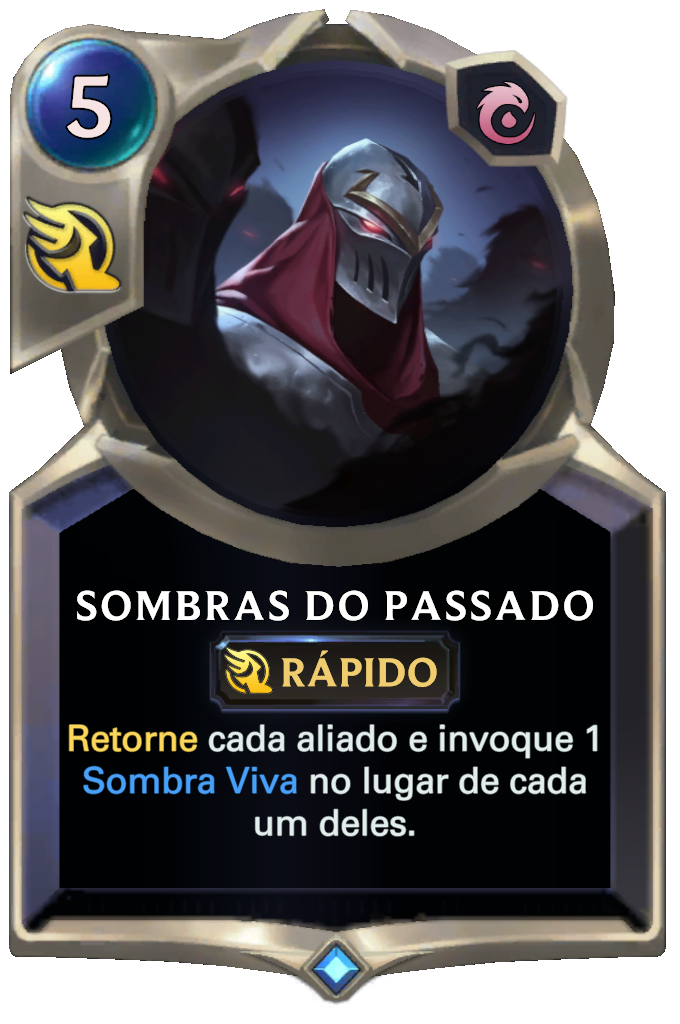 5
SOMBRAS DO PASSADO
RÁPIDO
Retorne cada aliado e invoque 1
Sombra Viva no lugar de cada
um deles.